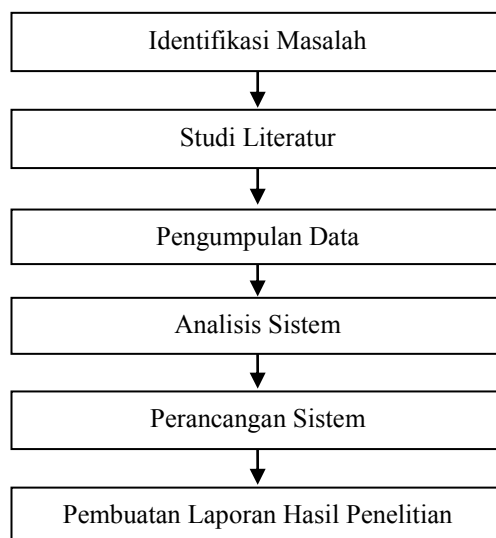 Identifikasi Masalah
Studi Literatur
Pengumpulan Data
Analisis Sistem
Perancangan Sistem
Pembuatan Laporan Hasil Penelitian